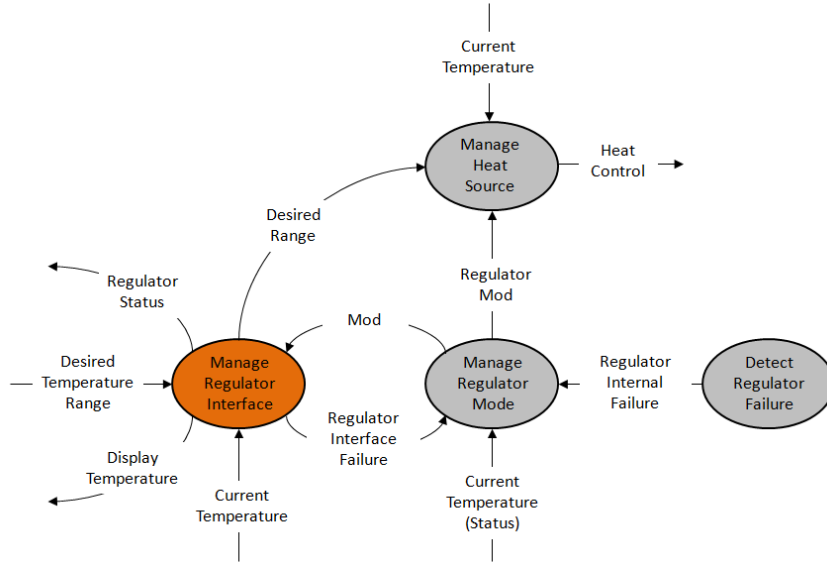 Current
Temperature
Manage
Heat
Source
Heat
Control
Desired
Range
Regulator
Status
Regulator
Mod
Mod
Desired
Temperature
Range
Manage
Regulator
Interface
Manage
Regulator
Mode
Regulator
Internal
Failure
Detect
Regulator
Failure
Regulator
Interface
Failure
Display
Temperature
Current
Temperature
Current
Temperature
(Status)